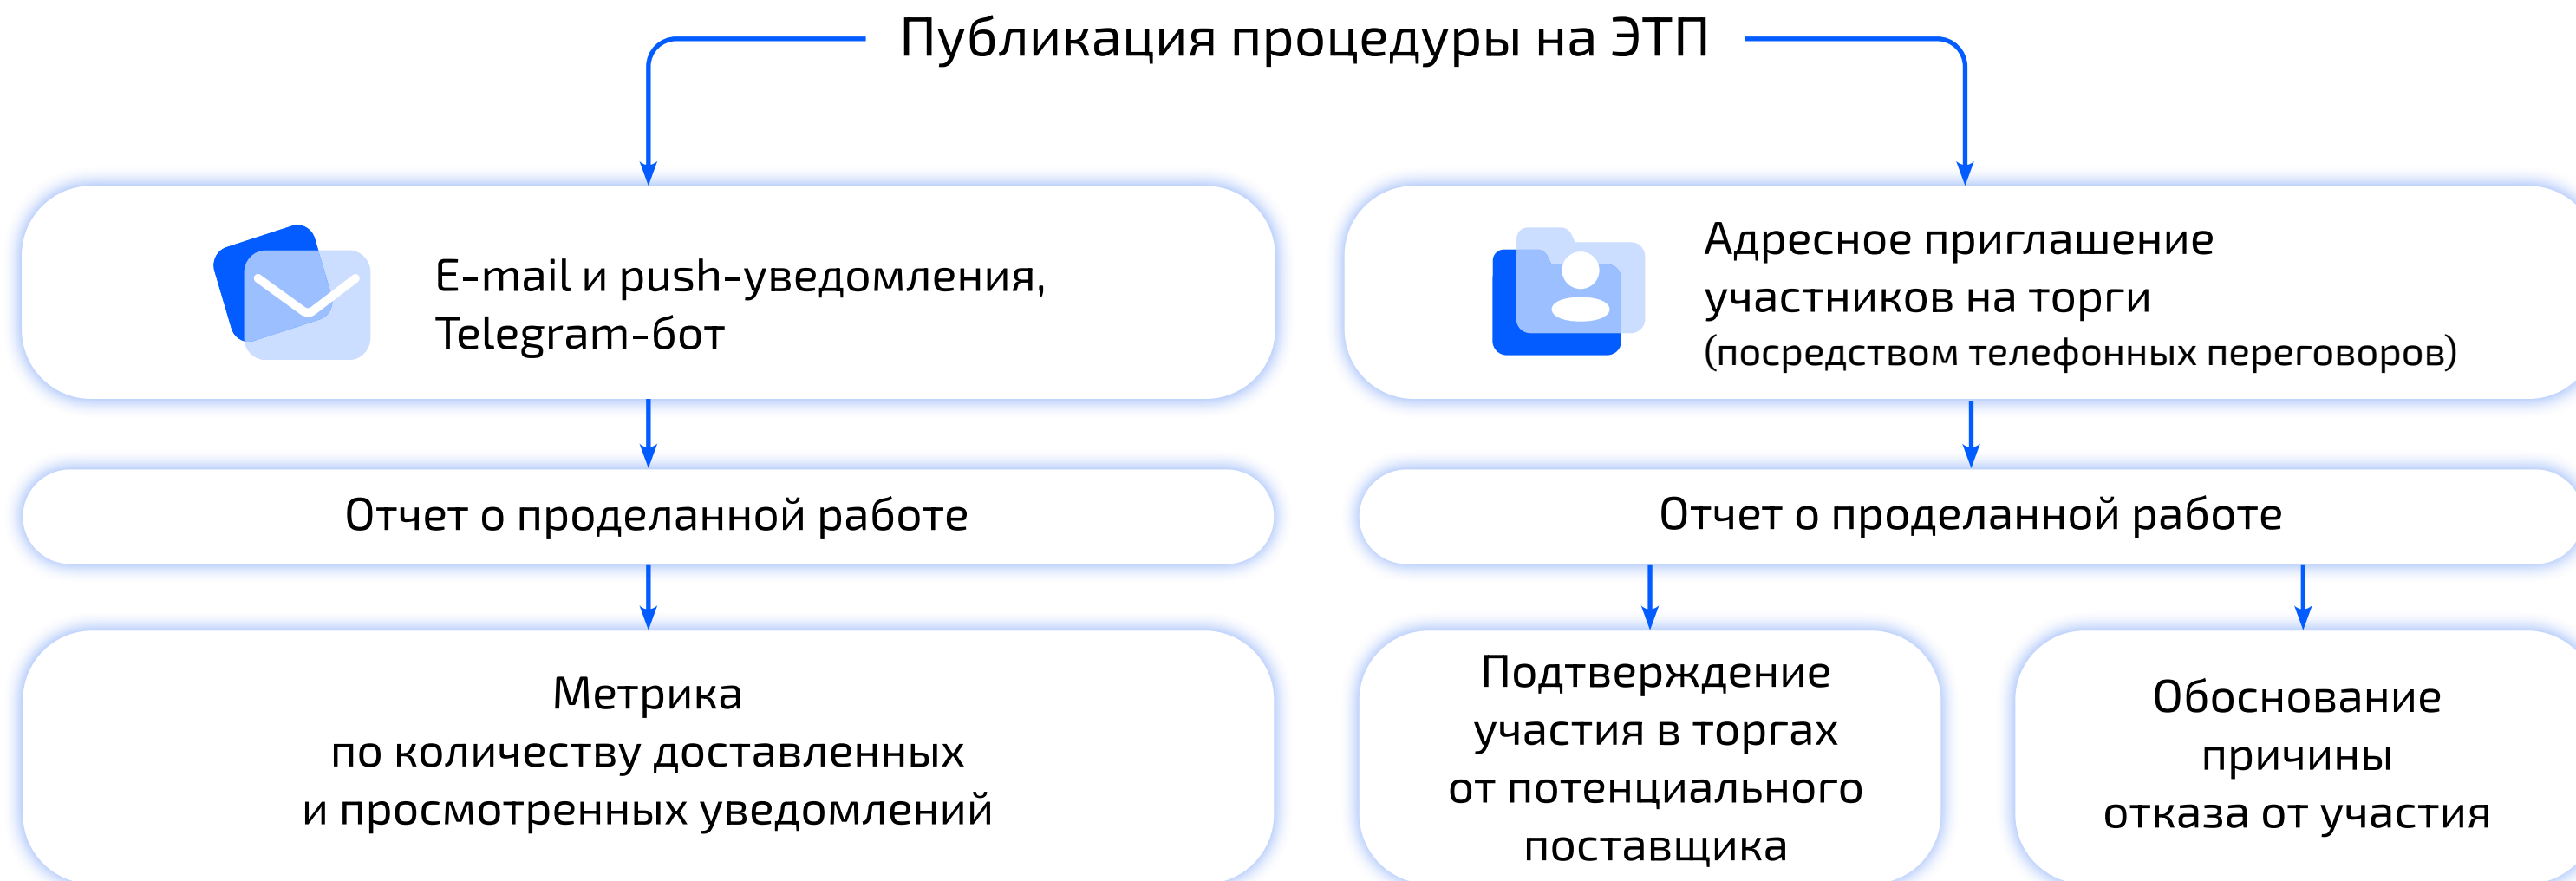 Публикация процедуры на ЭТП
E-mail и push-уведомления,
Telegram-бот
Адресное приглашение
участников на торги
(посредством телефонных переговоров)
Отчет о проделанной работе
Отчет о проделанной работе
Метрика
по количеству доставленных
и просмотренных уведомлений
Подтверждение
участия в торгах
от потенциального
поставщика
Обоснование
причины
отказа от участия